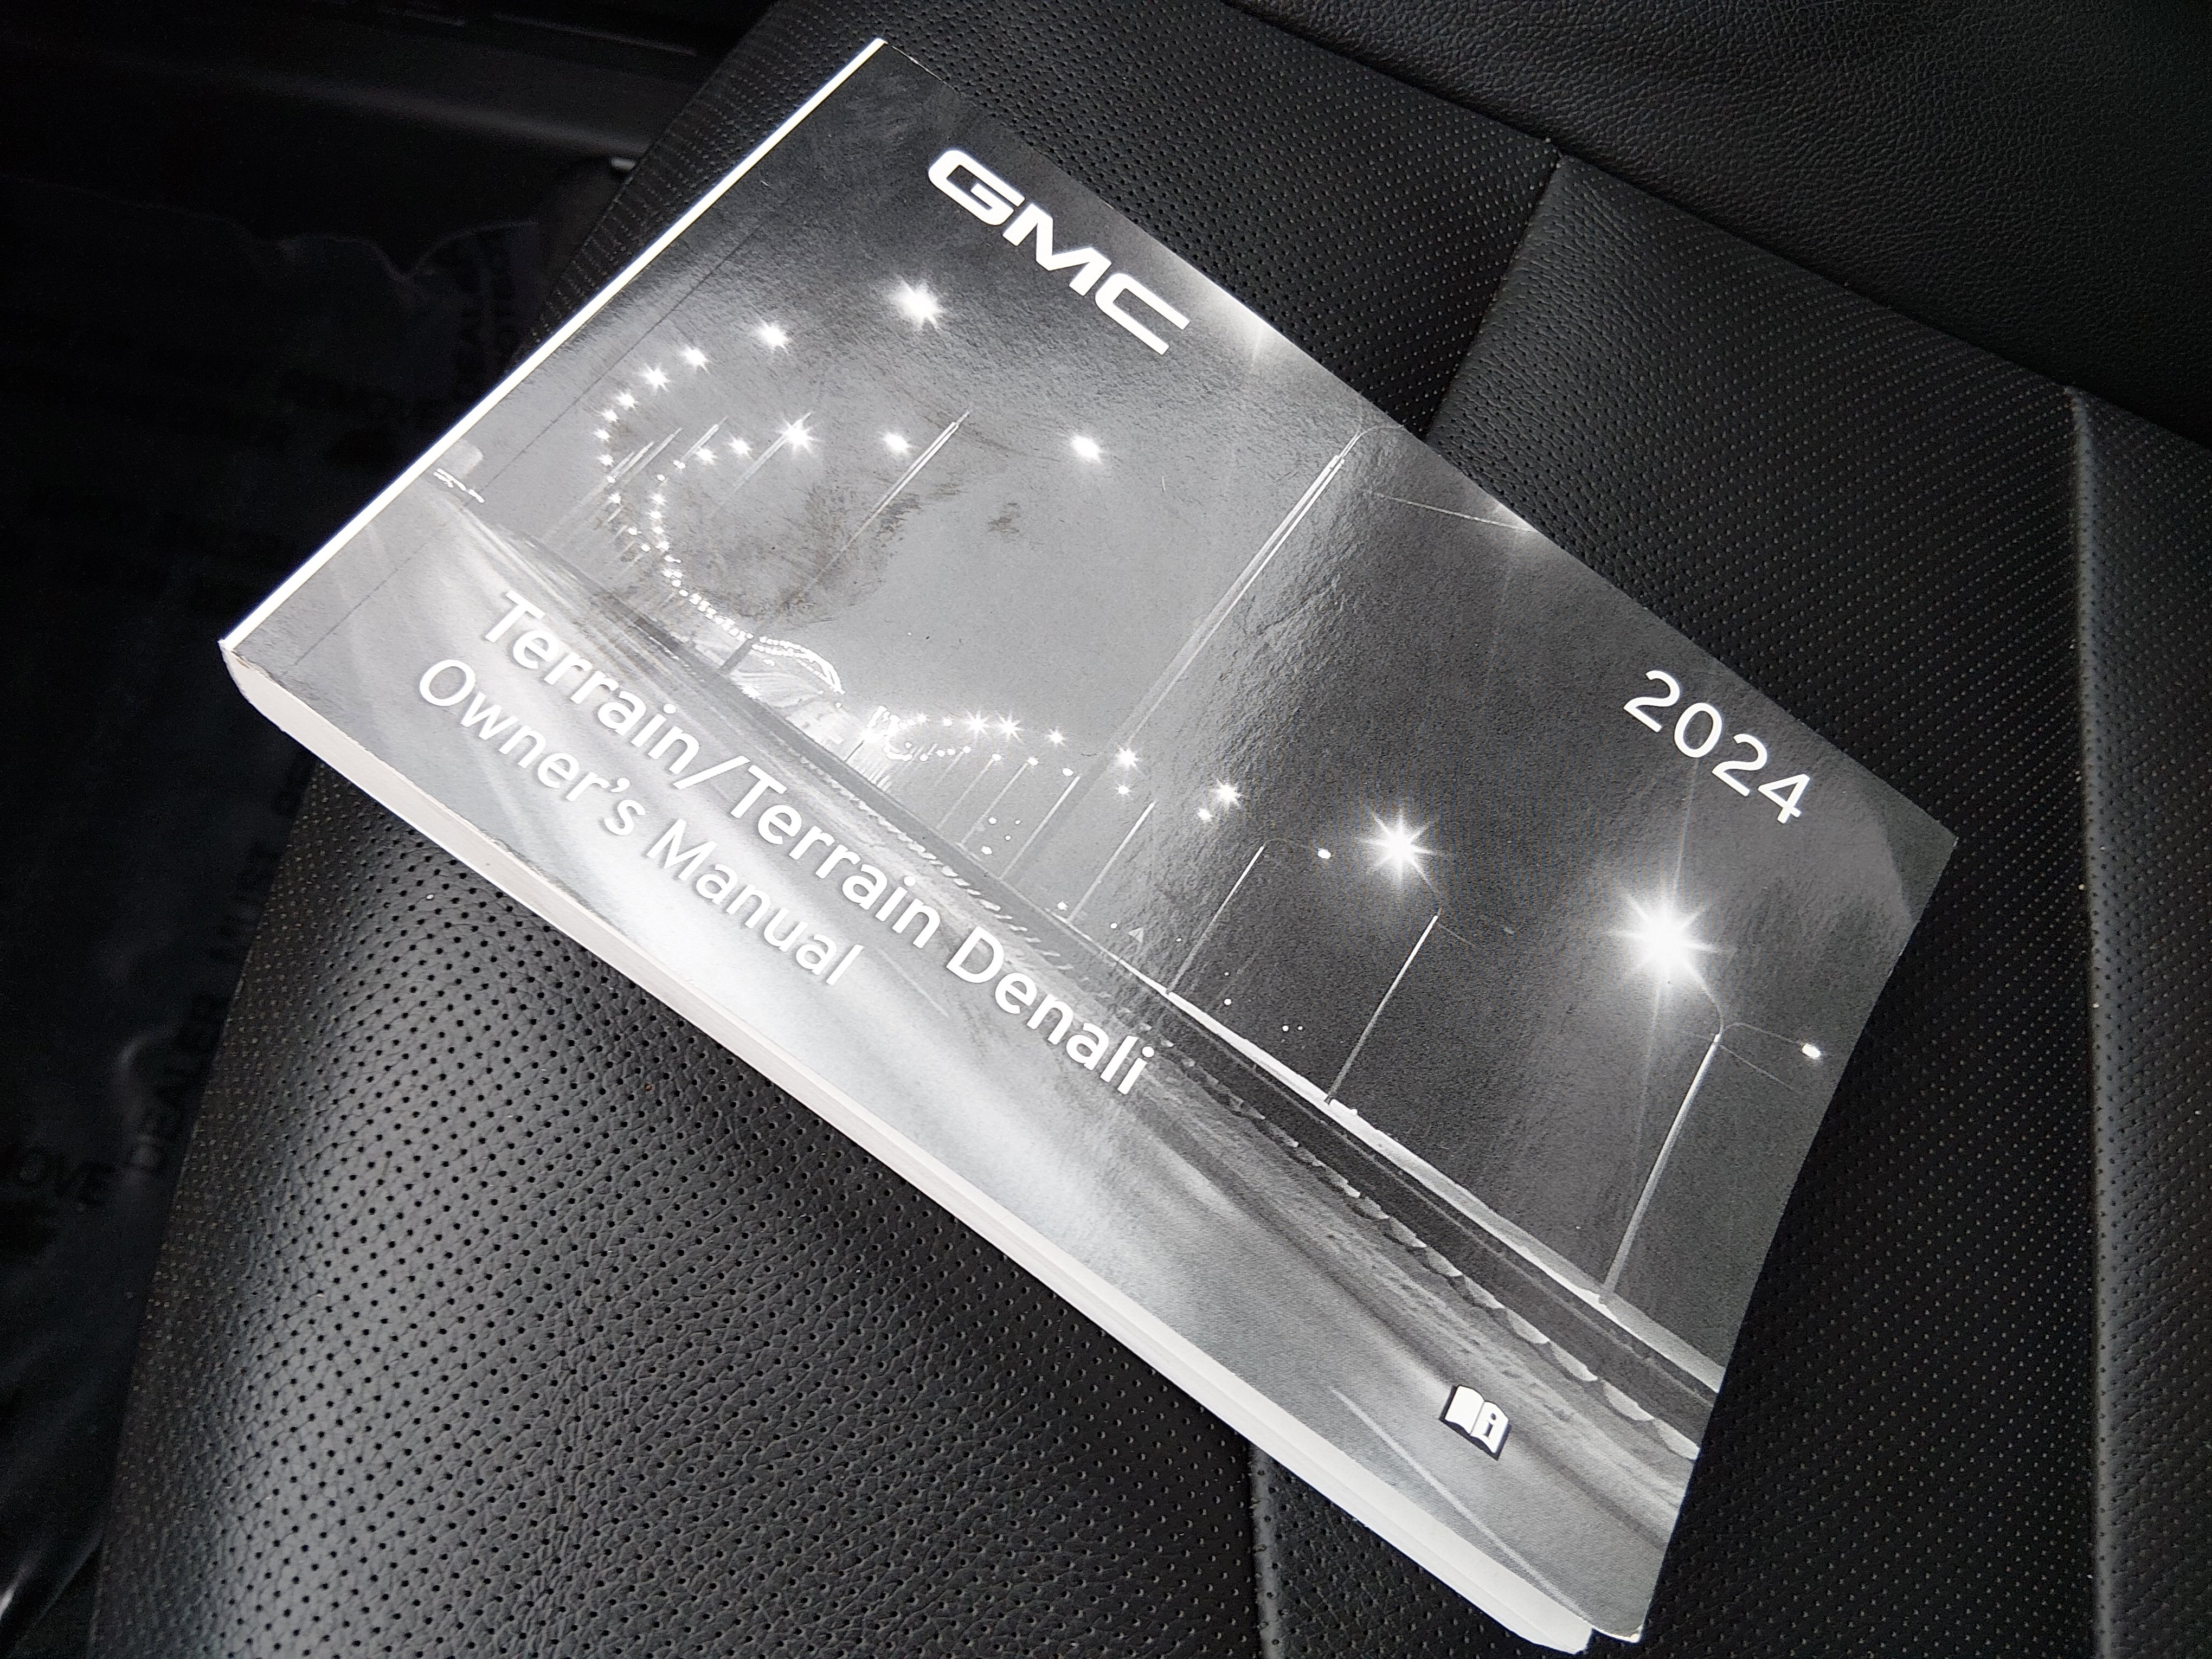 GMC
2024
Terrain/Terrain Denali
Owner's Manual